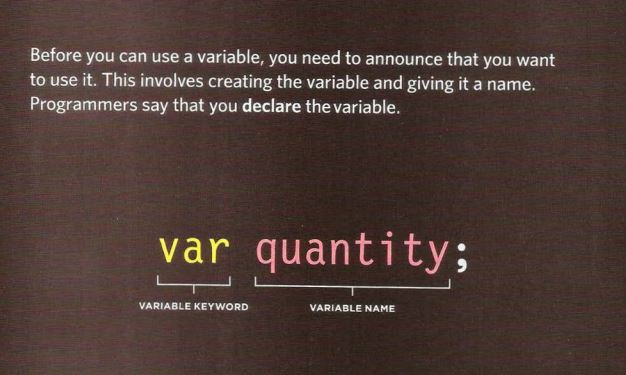 Before you can use a variable, you need to announce that you want
to use it. This involves creating the variable and giving it a name.
Programmers say that you declare the variable.
var quantity;
VARIABLE KEYWORD VARIABLE NAME